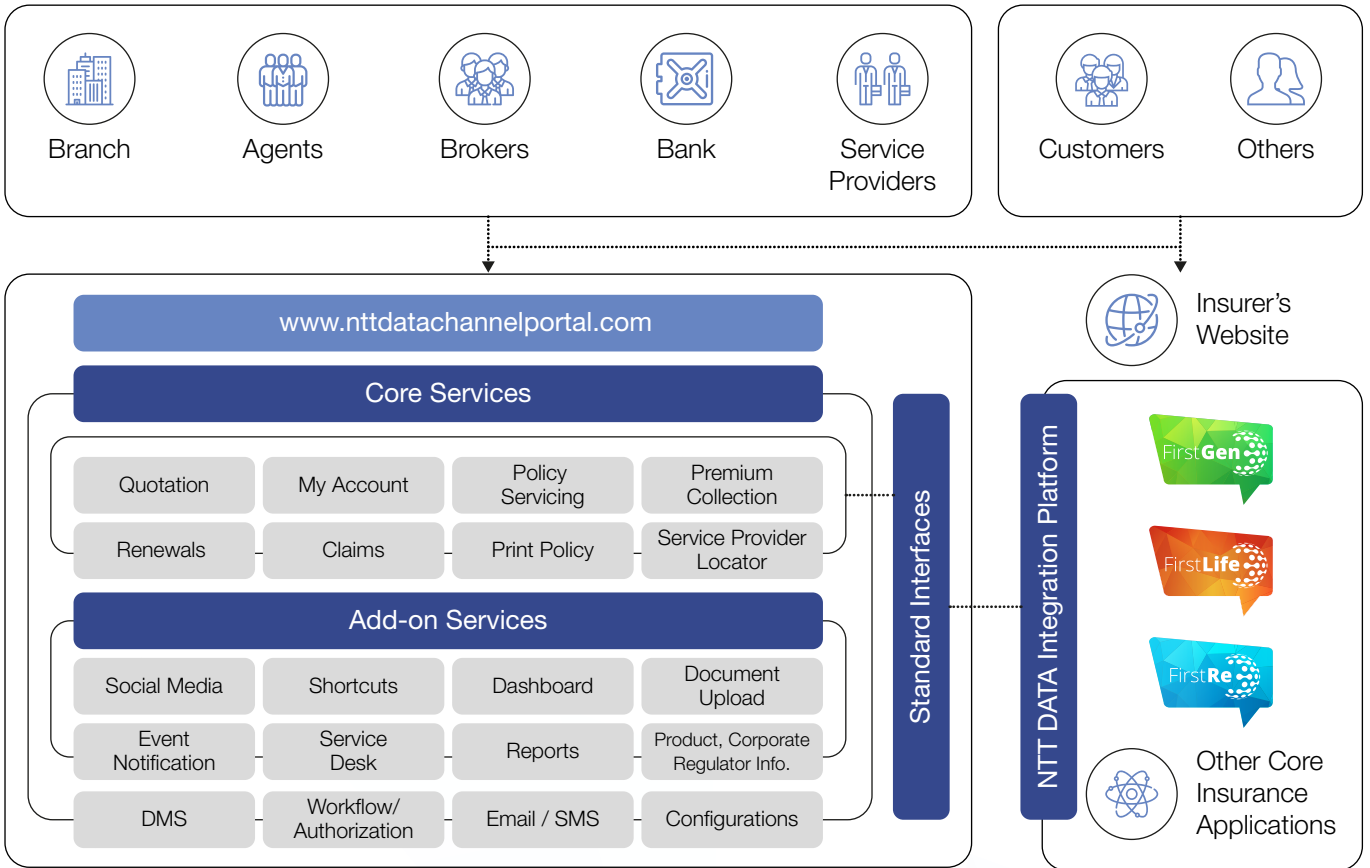 Branch
Agents
Brokers
Bank
Service
Providers
Customers
Others
www.nttdatachannelportal.com
Insurer’s
Website
Core Services
Quotation
My Account
Policy
Servicing
Premium
Collection
Renewals
Claims
Print Policy
Service Provider
Locator
Add-on Services
Social Media
Shortcuts
Dashboard
Document
Upload
Event
Notification
Service
Desk
Reports
Product, Corporate
Regulator Info.
DMS
Workflow/
Authorization
Email / SMS
Configurations
Standard Interfaces
NTT DATA Integration Platform
FirstGen
FirstLife
FirstRe
Other Core
Insurance
Applications